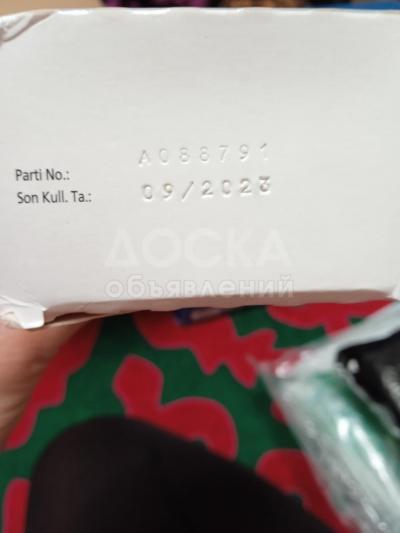 Parti No.: A088791
Son Kull. Ta.: 09/2023
ДОСКА
объявлений